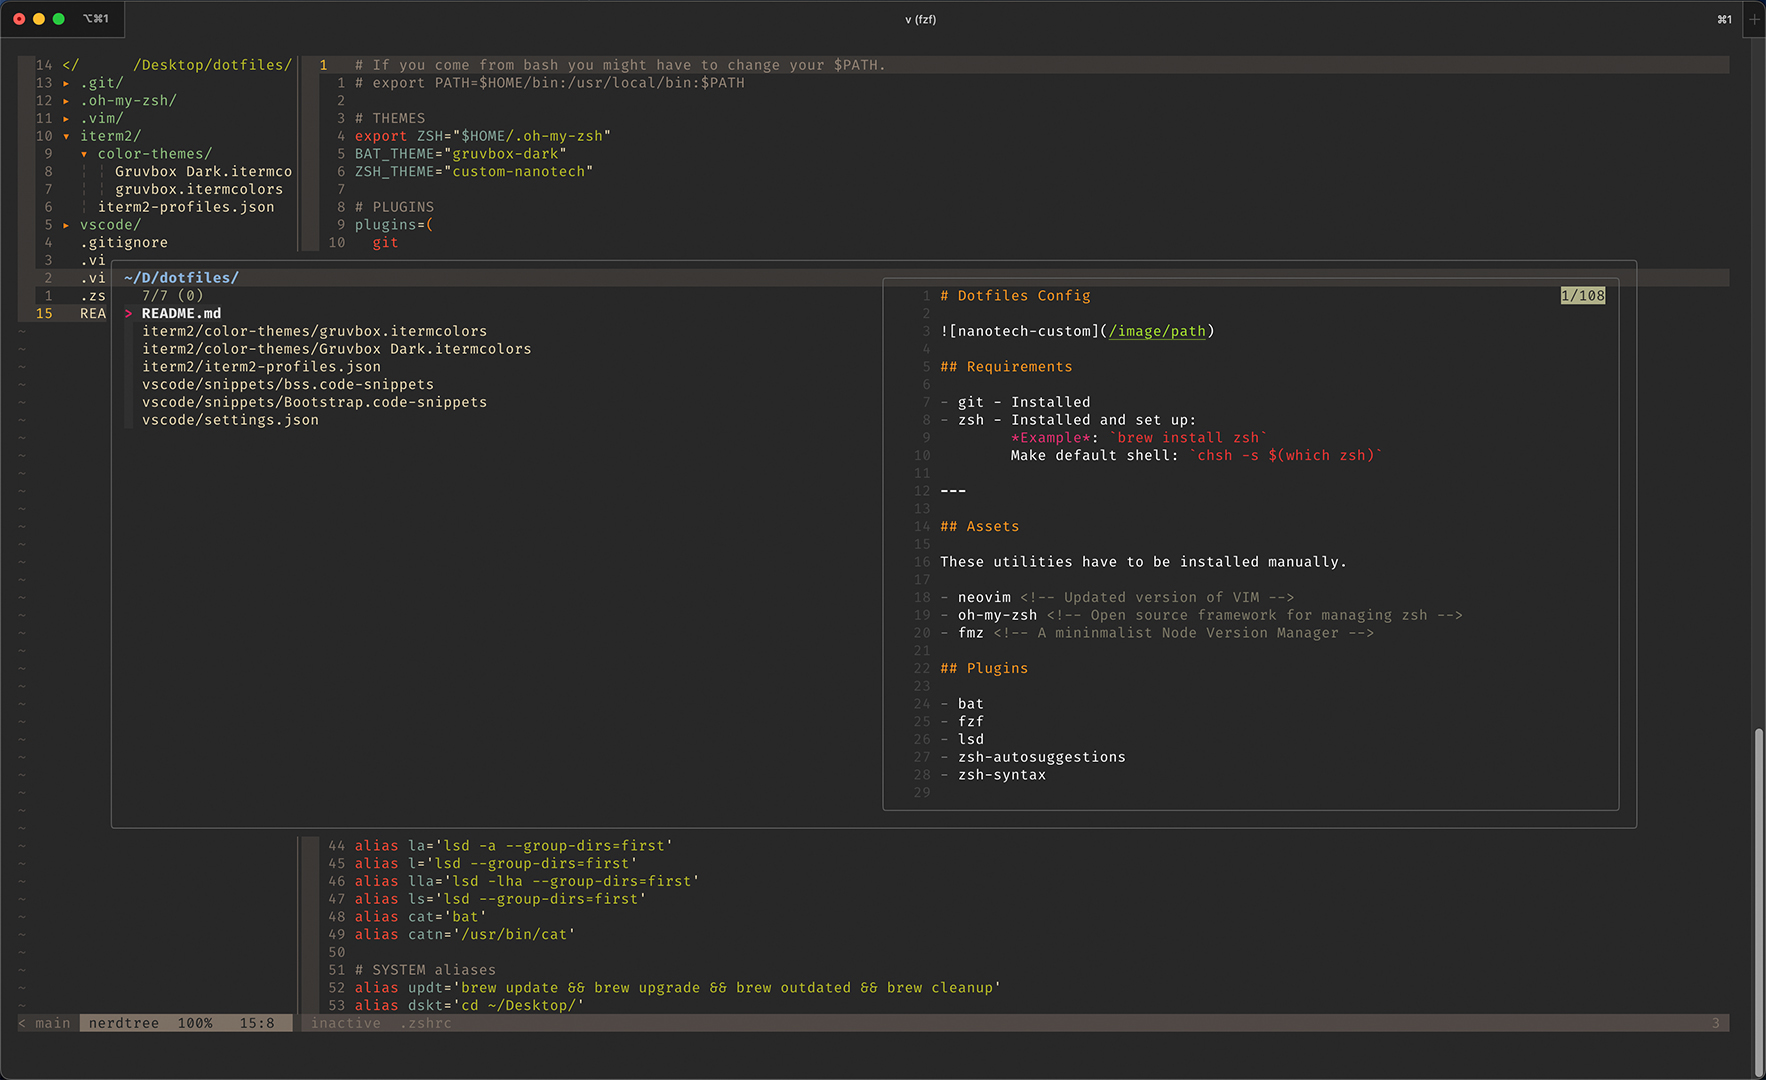 ⌥⌘1
v (fzf)
⌘1
14 </ /Desktop/dotfiles/
13 ▸ .git/
12 ▸ .oh-my-zsh/
11 ▸ .vim/
10 ▾ iterm2/
9 ▾ color-themes/
8 ¦ ¦ Gruvbox Dark.itermco
7 ¦ ¦ gruvbox.itermcolors
6 ¦ iterm2-profiles.json
5 ▸ vscode/
4 .gitignore
3 .vi
2 .vi
1 .zs
15 REA
1 # If you come from bash you might have to change your $PATH.
1 # export PATH=$HOME/bin:/usr/local/bin:$PATH
2
3 # THEMES
4 export ZSH="$HOME/.oh-my-zsh"
5 BAT_THEME="gruvbox-dark"
6 ZSH_THEME="custom-nanotech"
7
8 # PLUGINS
9 plugins=(
10 git
~/D/dotfiles/
7/7 (0)
> README.md
iterm2/color-themes/gruvbox.itermcolors
iterm2/color-themes/Gruvbox Dark.itermcolors
iterm2/iterm2-profiles.json
vscode/snippets/bss.code-snippets
vscode/snippets/Bootstrap.code-snippets
vscode/settings.json
1 # Dotfiles Config 1/108
2
3 ![nanotech-custom](/image/path)
4
5 ## Requirements
6
7 - git - Installed
8 - zsh - Installed and set up:
9 *Example*: `brew install zsh`
10 Make default shell: `chsh -s $(which zsh)`
11
12 ---
13
14 ## Assets
15
16 These utilities have to be installed manually.
17
18 - neovim <!-- Updated version of VIM -->
19 - oh-my-zsh <!-- Open source framework for managing zsh -->
20 - fmz <!-- A mininmalist Node Version Manager -->
21
22 ## Plugins
23
24 - bat
25 - fzf
26 - lsd
27 - zsh-autosuggestions
28 - zsh-syntax
29
44 alias la='lsd -a --group-dirs=first'
45 alias l='lsd --group-dirs=first'
46 alias lla='lsd -lha --group-dirs=first'
47 alias ls='lsd --group-dirs=first'
48 alias cat='bat'
49 alias catn='/usr/bin/cat'
50
51 # SYSTEM aliases
52 alias updt='brew update && brew upgrade && brew outdated && brew cleanup'
53 alias dskt='cd ~/Desktop/'
< main nerdtree 100% 15:8 inactive .zshrc 3